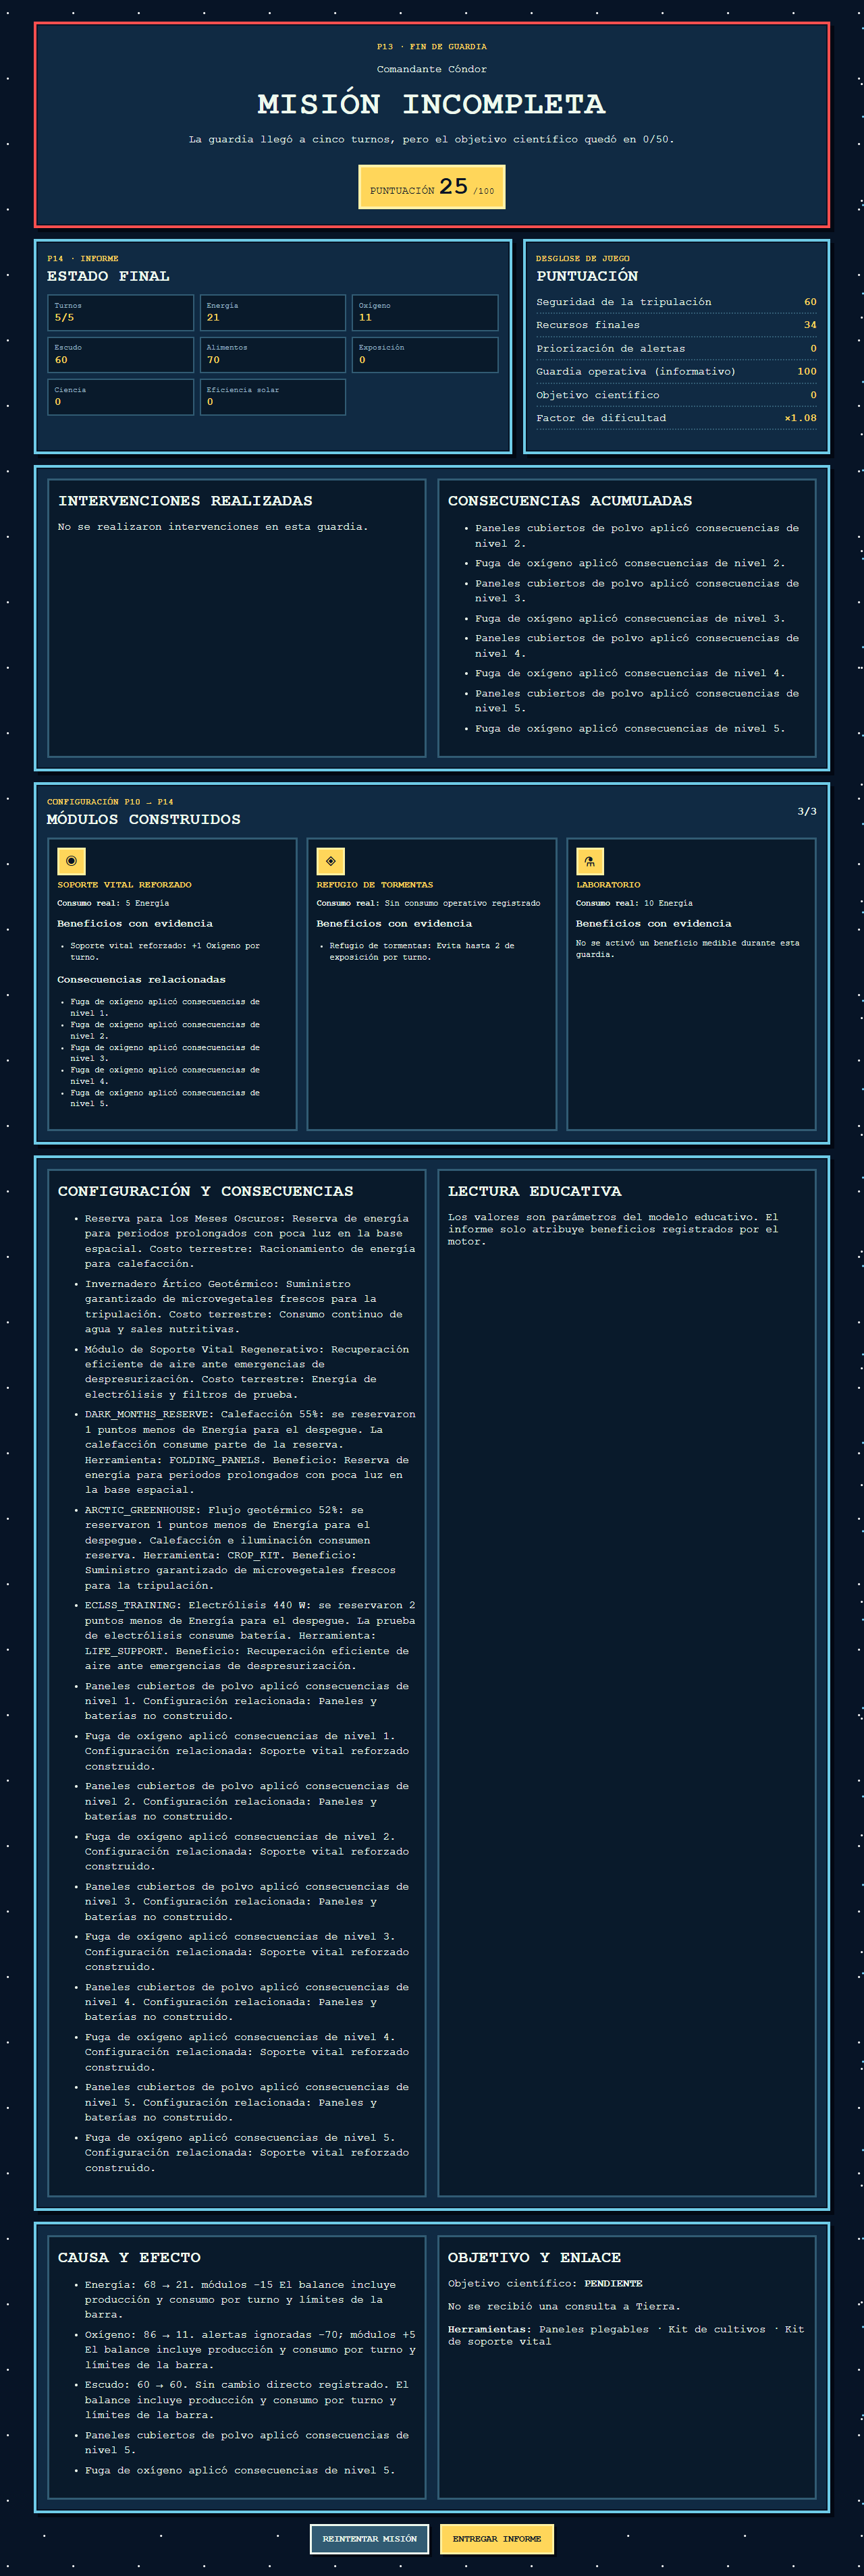 P13 · FIN DE GUARDIA
Comandante Cóndor
MISIÓN INCOMPLETA
La guardia llegó a cinco turnos, pero el objetivo científico quedó en 0/50.
PUNTUACIÓN 25 /100
P14 · INFORME
ESTADO FINAL
Turnos
5/5
Energía
21
Oxígeno
11
Escudo
60
Alimentos
70
Exposición
0
Ciencia
0
Eficiencia solar
0
DESGLOSE DE JUEGO
PUNTUACIÓN
Seguridad de la tripulación 60
Recursos finales 34
Priorización de alertas 0
Guardia operativa (informativo) 100
Objetivo científico 0
Factor de dificultad ×1.08
INTERVENCIONES REALIZADAS
No se realizaron intervenciones en esta guardia.
CONSECUENCIAS ACUMULADAS
• Paneles cubiertos de polvo aplicó consecuencias de
nivel 2.
• Fuga de oxígeno aplicó consecuencias de nivel 2.
• Paneles cubiertos de polvo aplicó consecuencias de
nivel 3.
• Fuga de oxígeno aplicó consecuencias de nivel 3.
• Paneles cubiertos de polvo aplicó consecuencias de
nivel 4.
• Fuga de oxígeno aplicó consecuencias de nivel 4.
• Paneles cubiertos de polvo aplicó consecuencias de
nivel 5.
• Fuga de oxígeno aplicó consecuencias de nivel 5.
CONFIGURACIÓN P10 → P14
MÓDULOS CONSTRUIDOS
3/3
SOPORTE VITAL REFORZADO
Consumo real: 5 Energía
Beneficios con evidencia
• Soporte vital reforzado: +1 Oxígeno por
turno.
Consecuencias relacionadas
• Fuga de oxígeno aplicó consecuencias de
nivel 1.
• Fuga de oxígeno aplicó consecuencias de
nivel 2.
• Fuga de oxígeno aplicó consecuencias de
nivel 3.
• Fuga de oxígeno aplicó consecuencias de
nivel 4.
• Fuga de oxígeno aplicó consecuencias de
nivel 5.
REFUGIO DE TORMENTAS
Consumo real: Sin consumo operativo registrado
Beneficios con evidencia
• Refugio de tormentas: Evita hasta 2 de
exposición por turno.
LABORATORIO
Consumo real: 10 Energía
Beneficios con evidencia
No se activó un beneficio medible durante esta
guardia.
CONFIGURACIÓN Y CONSECUENCIAS
• Reserva para los Meses Oscuros: Reserva de energía
para periodos prolongados con poca luz en la base
espacial. Costo terrestre: Racionamiento de energía
para calefacción.
• Invernadero Ártico Geotérmico: Suministro
garantizado de microvegetales frescos para la
tripulación. Costo terrestre: Consumo continuo de
agua y sales nutritivas.
• Módulo de Soporte Vital Regenerativo: Recuperación
eficiente de aire ante emergencias de
despresurización. Costo terrestre: Energía de
electrólisis y filtros de prueba.
• DARK_MONTHS_RESERVE: Calefacción 55%: se reservaron
1 puntos menos de Energía para el despegue. La
calefacción consume parte de la reserva.
Herramienta: FOLDING_PANELS. Beneficio: Reserva de
energía para periodos prolongados con poca luz en
la base espacial.
• ARCTIC_GREENHOUSE: Flujo geotérmico 52%: se
reservaron 1 puntos menos de Energía para el
despegue. Calefacción e iluminación consumen
reserva. Herramienta: CROP_KIT. Beneficio:
Suministro garantizado de microvegetales frescos
para la tripulación.
• ECLSS_TRAINING: Electrólisis 440 W: se reservaron 2
puntos menos de Energía para el despegue. La prueba
de electrólisis consume batería. Herramienta:
LIFE_SUPPORT. Beneficio: Recuperación eficiente de
aire ante emergencias de despresurización.
• Paneles cubiertos de polvo aplicó consecuencias de
nivel 1. Configuración relacionada: Paneles y
baterías no construido.
• Fuga de oxígeno aplicó consecuencias de nivel 1.
Configuración relacionada: Soporte vital reforzado
construido.
• Paneles cubiertos de polvo aplicó consecuencias de
nivel 2. Configuración relacionada: Paneles y
baterías no construido.
• Fuga de oxígeno aplicó consecuencias de nivel 2.
Configuración relacionada: Soporte vital reforzado
construido.
• Paneles cubiertos de polvo aplicó consecuencias de
nivel 3. Configuración relacionada: Paneles y
baterías no construido.
• Fuga de oxígeno aplicó consecuencias de nivel 3.
Configuración relacionada: Soporte vital reforzado
construido.
• Paneles cubiertos de polvo aplicó consecuencias de
nivel 4. Configuración relacionada: Paneles y
baterías no construido.
• Fuga de oxígeno aplicó consecuencias de nivel 4.
Configuración relacionada: Soporte vital reforzado
construido.
• Paneles cubiertos de polvo aplicó consecuencias de
nivel 5. Configuración relacionada: Paneles y
baterías no construido.
• Fuga de oxígeno aplicó consecuencias de nivel 5.
Configuración relacionada: Soporte vital reforzado
construido.
LECTURA EDUCATIVA
Los valores son parámetros del modelo educativo. El
informe solo atribuye beneficios registrados por el
motor.
CAUSA Y EFECTO
• Energía: 68 → 21. módulos −15 El balance incluye
producción y consumo por turno y límites de la
barra.
• Oxígeno: 86 → 11. alertas ignoradas −70; módulos +5
El balance incluye producción y consumo por turno y
límites de la barra.
• Escudo: 60 → 60. Sin cambio directo registrado. El
balance incluye producción y consumo por turno y
límites de la barra.
• Paneles cubiertos de polvo aplicó consecuencias de
nivel 5.
• Fuga de oxígeno aplicó consecuencias de nivel 5.
OBJETIVO Y ENLACE
Objetivo científico: PENDIENTE
No se recibió una consulta a Tierra.
Herramientas: Paneles plegables · Kit de cultivos · Kit
de soporte vital
REINTENTAR MISIÓN
ENTREGAR INFORME